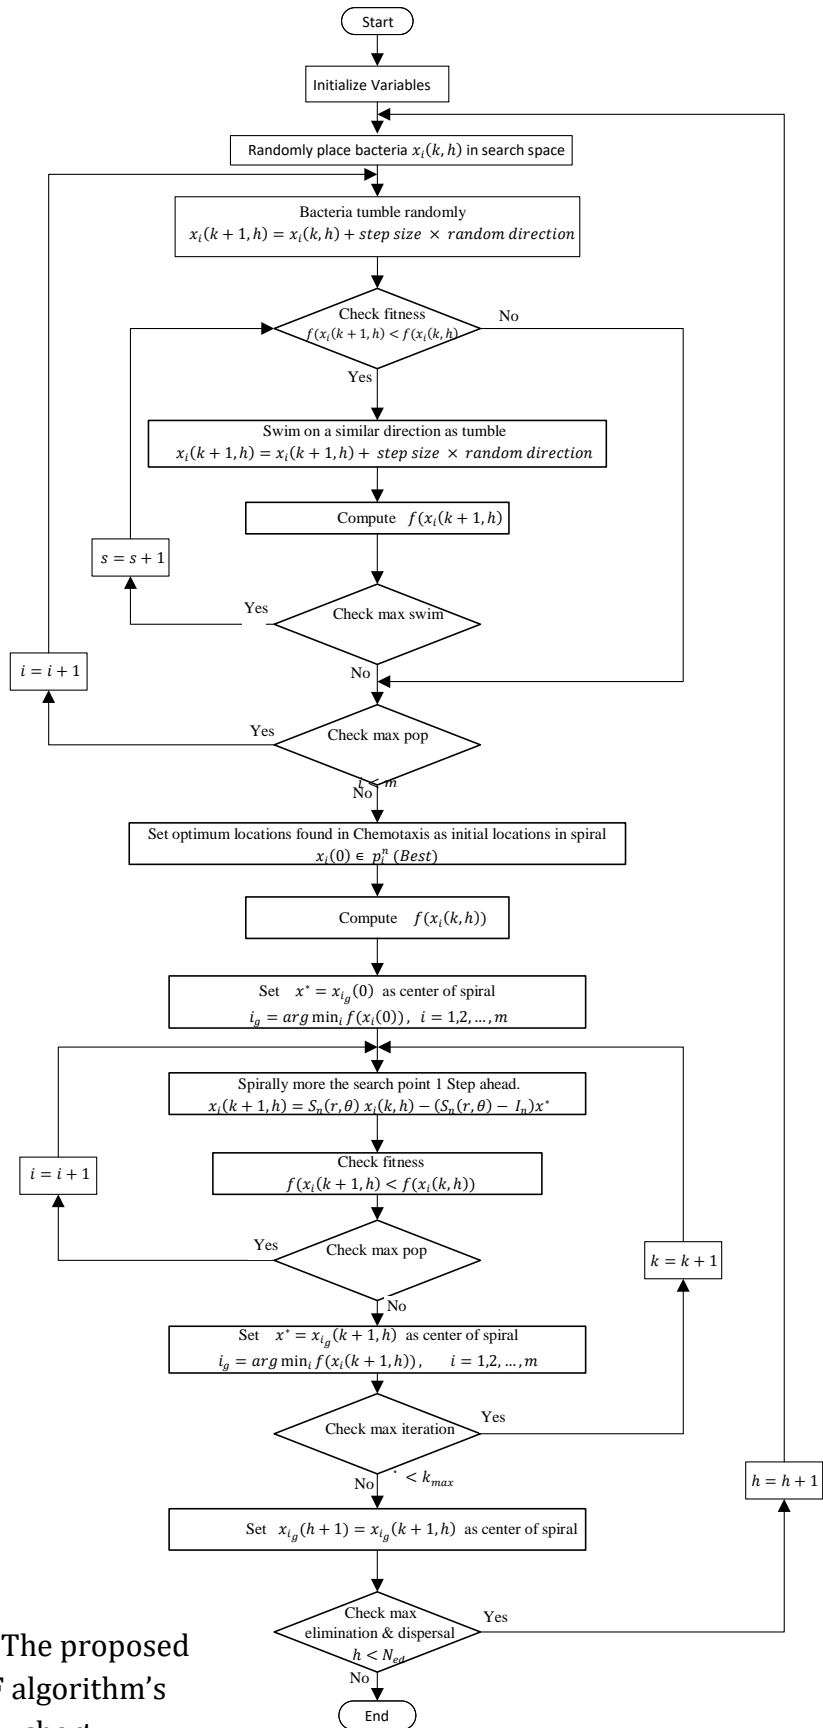 Start
Initialize Variables
Randomly place bacteria x_i(k, h) in search space
Bacteria tumble randomly
x_i(k + 1, h) = x_i(k, h) + step size × random direction
Check fitness
f(x_i(k + 1, h) < f(x_i(k, h)
No
Yes
Swim on a similar direction as tumble
x_i(k + 1, h) = x_i(k + 1, h) + step size × random direction
Compute f(x_i(k + 1, h)
s = s + 1
Check max swim
Yes
No
i = i + 1
Check max pop
Yes
i < m
No
Set optimum locations found in Chemotaxis as initial locations in spiral
x_i(0) ∈ p_i^n (Best)
Compute f(x_i(k, h))
Set x* = x_{i_g}(0) as center of spiral
i_g = arg min_i f(x_i(0)), i = 1,2, …, m
Spirally more the search point 1 Step ahead.
x_i(k + 1, h) = S_n(r, θ) x_i(k, h) − (S_n(r, θ) − I_n)x*
Check fitness
f(x_i(k + 1, h) < f(x_i(k, h))
i = i + 1
Check max pop
Yes
No
k = k + 1
Set x* = x_{i_g}(k + 1, h) as center of spiral
i_g = arg min_i f(x_i(k + 1, h)), i = 1,2, …, m
Check max iteration
Yes
< k_{max}
No
h = h + 1
Set x_{i_g}(h + 1) = x_{i_g}(k + 1, h) as center of spiral
Check max
elimination & dispersal
h < N_{ed}
Yes
No
End
The proposed
algorithm's